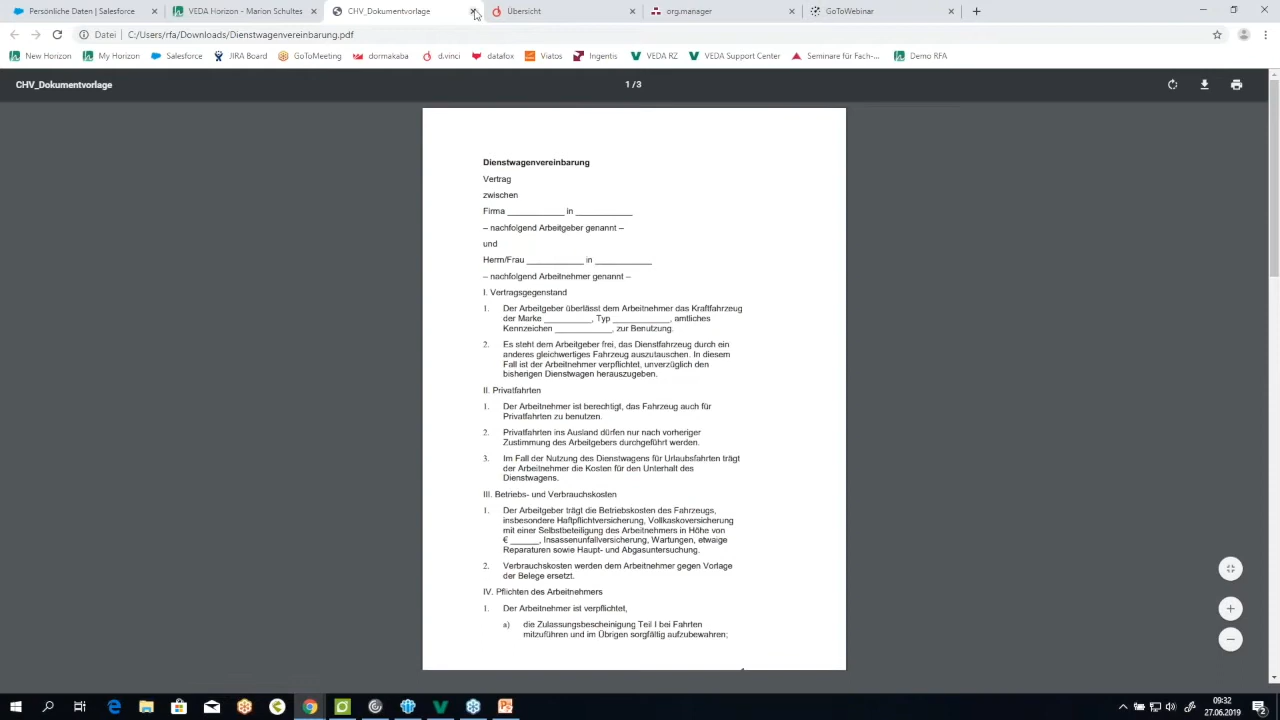 Persönliche Daten | Salesforce
VEDA Horizon - Marion Schultes
CHV_Dokumentvorlage
Übersicht
orgmanager
GoToWebinar
Datei | C:/Users/rfa/Downloads/Dienstwagenvereinbarung.pdf
New Horizon
My Horizon
Salesforce
JIRA Board
GoToMeeting
dormakaba
d.vinci
datafox
Viatos
Ingentis
VEDA RZ
VEDA Support Center
Seminare für Fach-...
Demo RFA
CHV_Dokumentvorlage
1 / 3
Dienstwagenvereinbarung
Vertrag
zwischen
Firma ____________ in ____________
– nachfolgend Arbeitgeber genannt –
und
Herrn/Frau ____________ in ____________
– nachfolgend Arbeitnehmer genannt –
I. Vertragsgegenstand
1. Der Arbeitgeber überlässt dem Arbeitnehmer das Kraftfahrzeug
der Marke __________, Typ ____________, amtliches
Kennzeichen ____________, zur Benutzung.
2. Es steht dem Arbeitgeber frei, das Dienstfahrzeug durch ein
anderes gleichwertiges Fahrzeug auszutauschen. In diesem
Fall ist der Arbeitnehmer verpflichtet, unverzüglich den
bisherigen Dienstwagen herauszugeben.
II. Privatfahrten
1. Der Arbeitnehmer ist berechtigt, das Fahrzeug auch für
Privatfahrten zu benutzen.
2. Privatfahrten ins Ausland dürfen nur nach vorheriger
Zustimmung des Arbeitgebers durchgeführt werden.
3. Im Fall der Nutzung des Dienstwagens für Urlaubsfahrten trägt
der Arbeitnehmer die Kosten für den Unterhalt des
Dienstwagens.
III. Betriebs- und Verbrauchskosten
1. Der Arbeitgeber trägt die Betriebskosten des Fahrzeugs,
insbesondere Haftpflichtversicherung, Vollkaskoversicherung
mit einer Selbstbeteiligung des Arbeitnehmers in Höhe von
€ ______, Insassenunfallversicherung, Wartungen, etwaige
Reparaturen sowie Haupt- und Abgasuntersuchung.
2. Verbrauchskosten werden dem Arbeitnehmer gegen Vorlage
der Belege ersetzt.
IV. Pflichten des Arbeitnehmers
1. Der Arbeitnehmer ist verpflichtet,
a) die Zulassungsbescheinigung Teil I bei Fahrten
mitzuführen und im Übrigen sorgfältig aufzubewahren;
09:32
27.06.2019